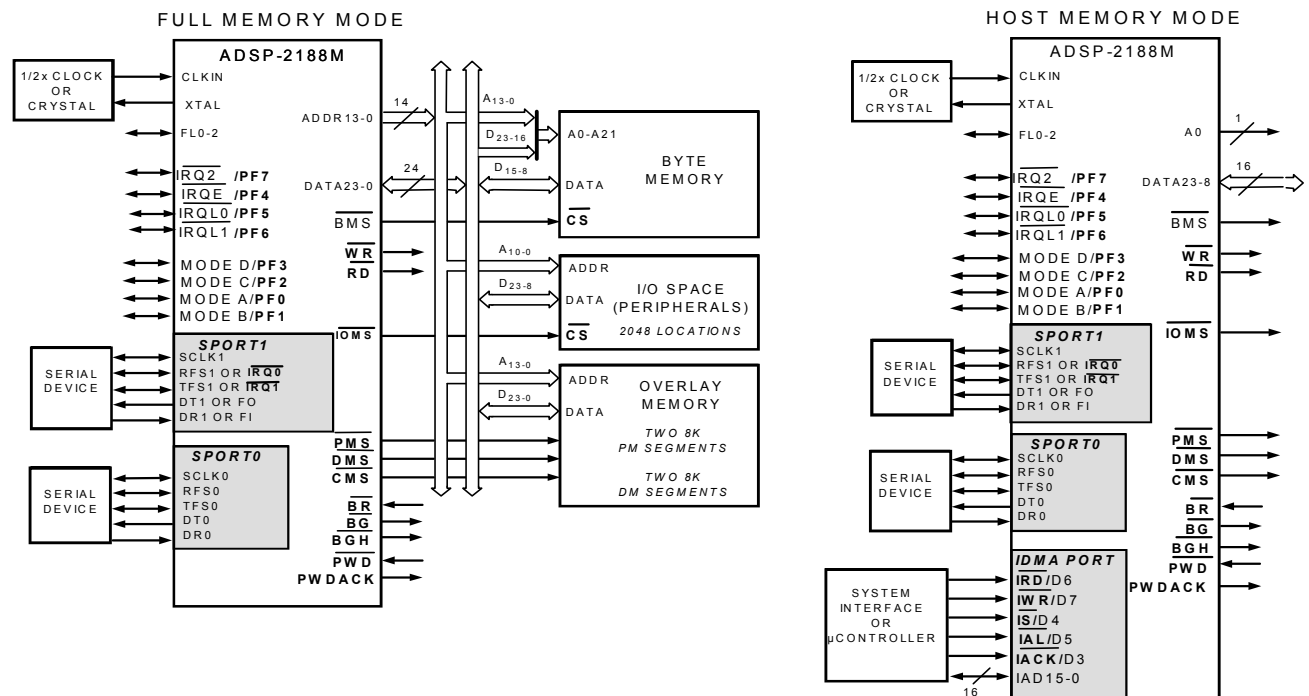 FULL MEMORY MODE
ADSP-2188M
1/2x CLOCK
OR
CRYSTAL
CLKIN
XTAL
FL0-2
IRQ2 /PF7
IRQE /PF4
IRQL0 /PF5
IRQL1 /PF6
MODE D/PF3
MODE C/PF2
MODE A/PF0
MODE B/PF1
SPORT1
SCLK1
RFS1 OR IRQ0
TFS1 OR IRQ1
DT1 OR FO
DR1 OR FI
SERIAL
DEVICE
SPORT0
SCLK0
RFS0
TFS0
DT0
DR0
SERIAL
DEVICE
ADDR13-0
14
DATA23-0
24
BMS
WR
RD
IOMS
PMS
DMS
CMS
BR
BG
BGH
PWD
PWDACK
A13-0
D23-16
D15-8
A0-A21
DATA
CS
BYTE
MEMORY
A10-0
D23-8
ADDR
DATA
CS
I/O SPACE
(PERIPHERALS)
2048 LOCATIONS
A13-0
D23-0
ADDR
DATA
OVERLAY
MEMORY
TWO 8K
PM SEGMENTS
TWO 8K
DM SEGMENTS
HOST MEMORY MODE
ADSP-2188M
1/2x CLOCK
OR
CRYSTAL
CLKIN
XTAL
FL0-2
IRQ2 /PF7
IRQE /PF4
IRQL0 /PF5
IRQL1 /PF6
MODE D/PF3
MODE C/PF2
MODE A/PF0
MODE B/PF1
SPORT1
SCLK1
RFS1 OR IRQ0
TFS1 OR IRQ1
DT1 OR FO
DR1 OR FI
SERIAL
DEVICE
SPORT0
SCLK0
RFS0
TFS0
DT0
DR0
SERIAL
DEVICE
IDMA PORT
IRD/D6
IWR/D7
IS/D4
IAL/D5
IACK/D3
IAD15-0
16
SYSTEM
INTERFACE
OR
µCONTROLLER
A0
1
DATA23-8
16
BMS
WR
RD
IOMS
PMS
DMS
CMS
BR
BG
BGH
PWD
PWDACK